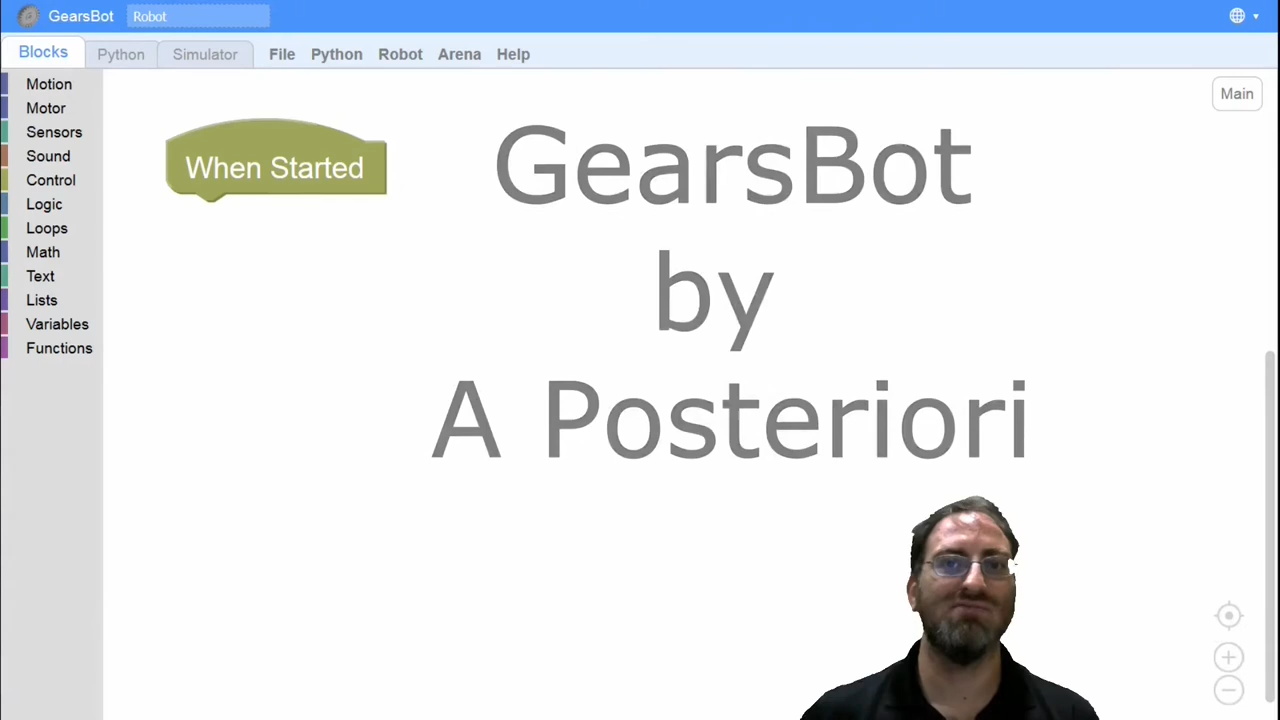 GearsBot Robot
Blocks Python Simulator File Python Robot Arena Help
Motion
Motor
Sensors
Sound
Control
Logic
Loops
Math
Text
Lists
Variables
Functions
When Started
Main
GearsBot
by
A Posteriori